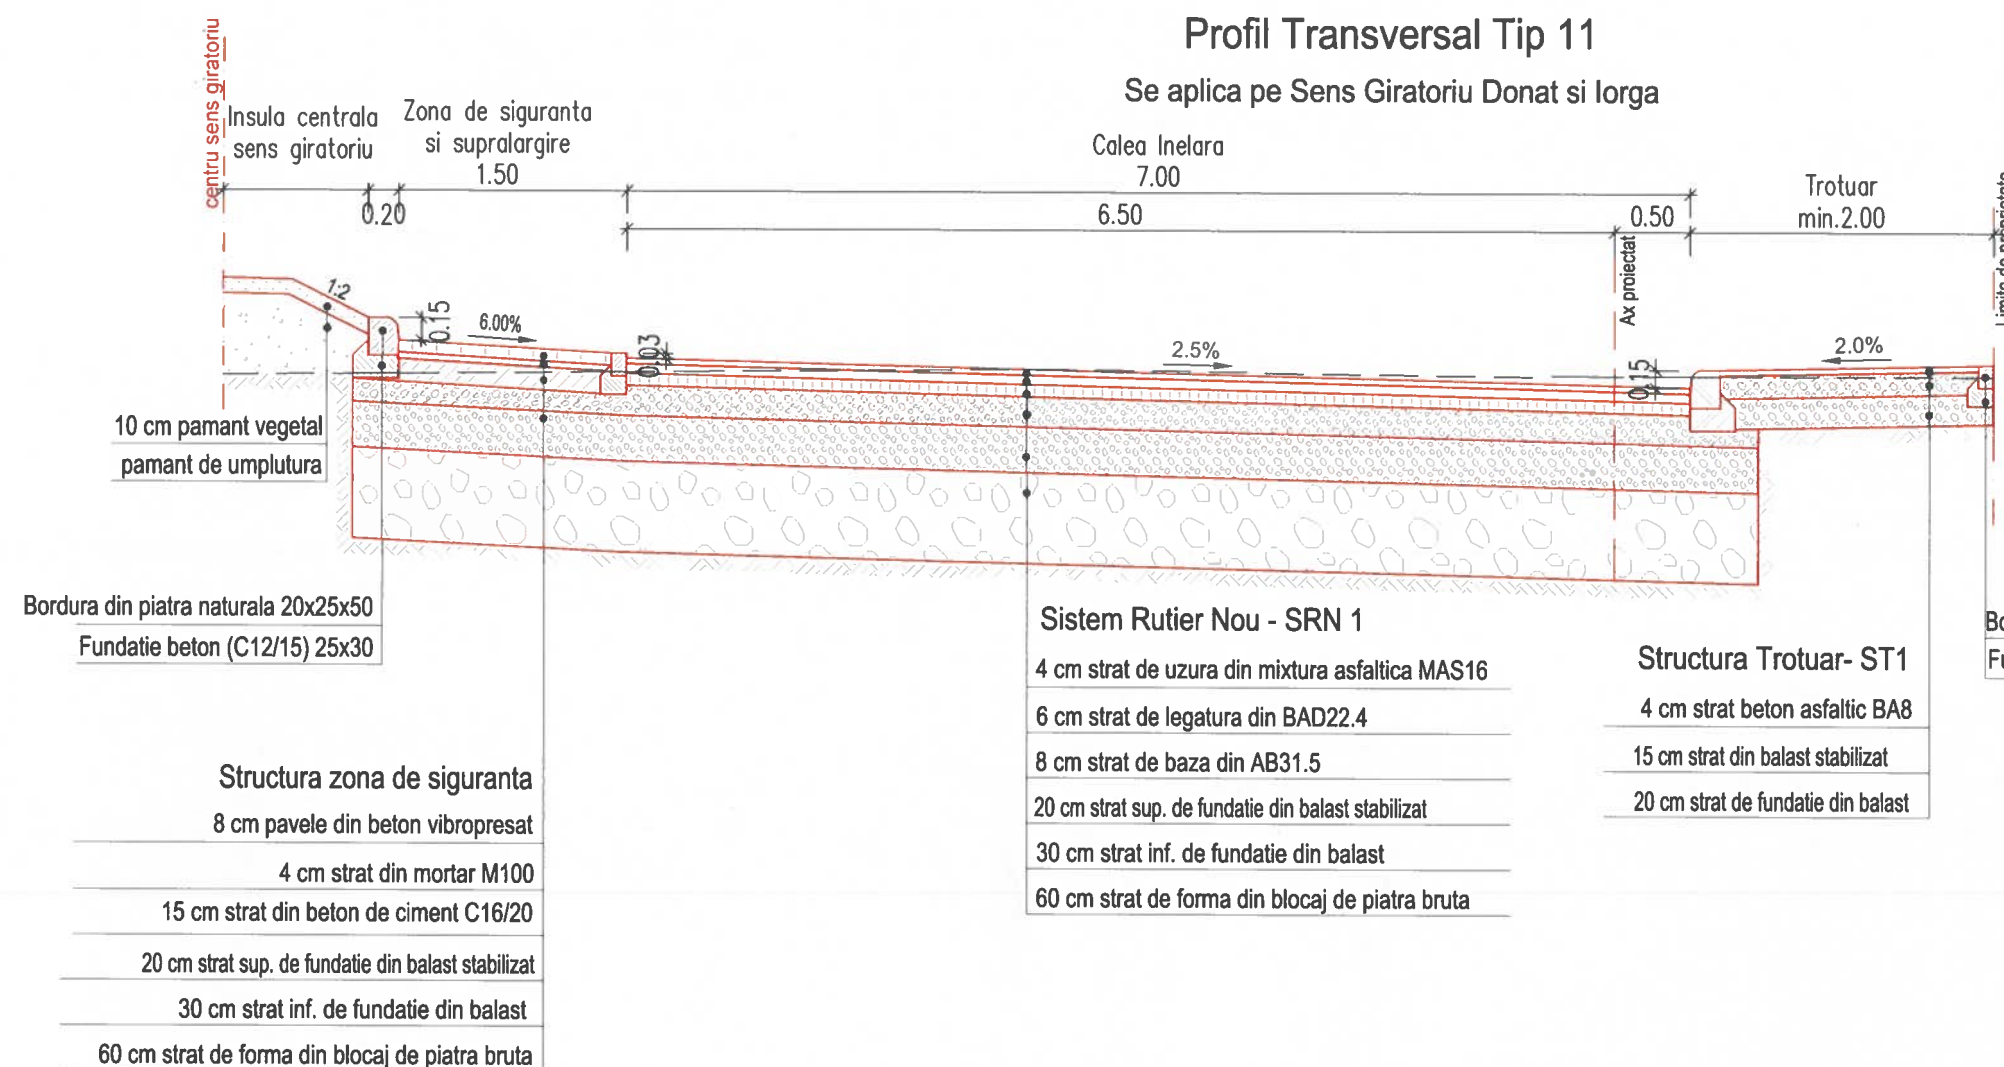 Profil Transversal Tip 11
Se aplica pe Sens Giratoriu Donat si Iorga
centru sens giratoriu
Insula centrala
sens giratoriu
Zona de siguranta
si supralargire
1.50
Calea Inelara
7.00
Trotuar
min.2.00
0.20
6.50
0.50
Ax proiectat
Limita de proprietate
1:2
0.15
6.00%
0.03
2.5%
0.15
2.0%
10 cm pamant vegetal
pamant de umplutura
Bordura din piatra naturala 20x25x50
Fundatie beton (C12/15) 25x30
Structura zona de siguranta
8 cm pavele din beton vibropresat
4 cm strat din mortar M100
15 cm strat din beton de ciment C16/20
20 cm strat sup. de fundatie din balast stabilizat
30 cm strat inf. de fundatie din balast
60 cm strat de forma din blocaj de piatra bruta
Sistem Rutier Nou - SRN 1
4 cm strat de uzura din mixtura asfaltica MAS16
6 cm strat de legatura din BAD22.4
8 cm strat de baza din AB31.5
20 cm strat sup. de fundatie din balast stabilizat
30 cm strat inf. de fundatie din balast
60 cm strat de forma din blocaj de piatra bruta
Structura Trotuar- ST1
4 cm strat beton asfaltic BA8
15 cm strat din balast stabilizat
20 cm strat de fundatie din balast